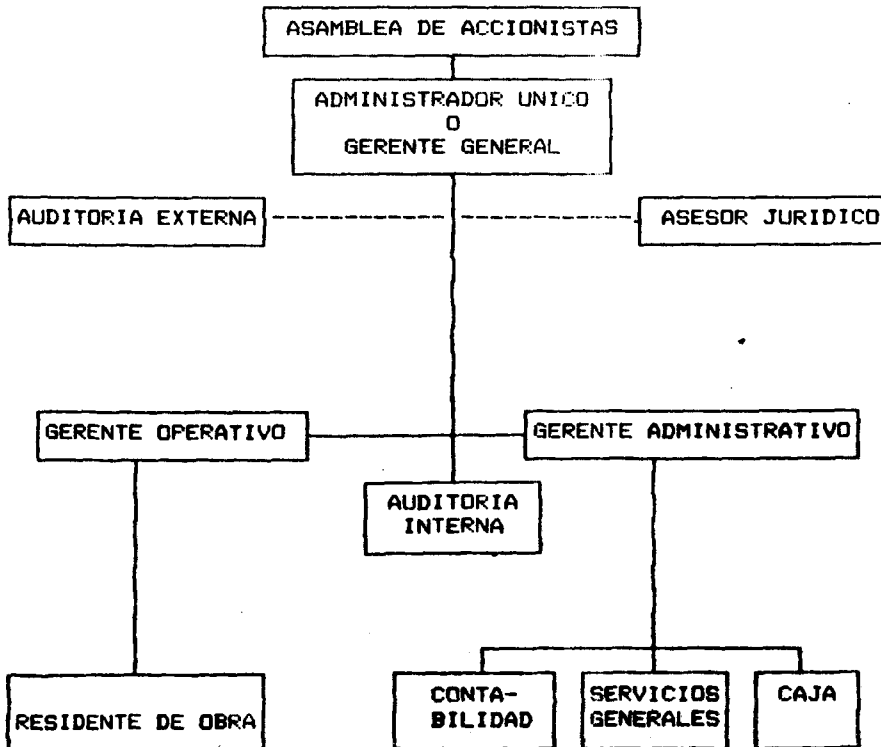 ASAMBLEA DE ACCIONISTAS
ADMINISTRADOR UNICO
O
GERENTE GENERAL
AUDITORIA EXTERNA
ASESOR JURIDICO
GERENTE OPERATIVO
GERENTE ADMINISTRATIVO
AUDITORIA
INTERNA
RESIDENTE DE OBRA
CONTA-
BILIDAD
SERVICIOS
GENERALES
CAJA